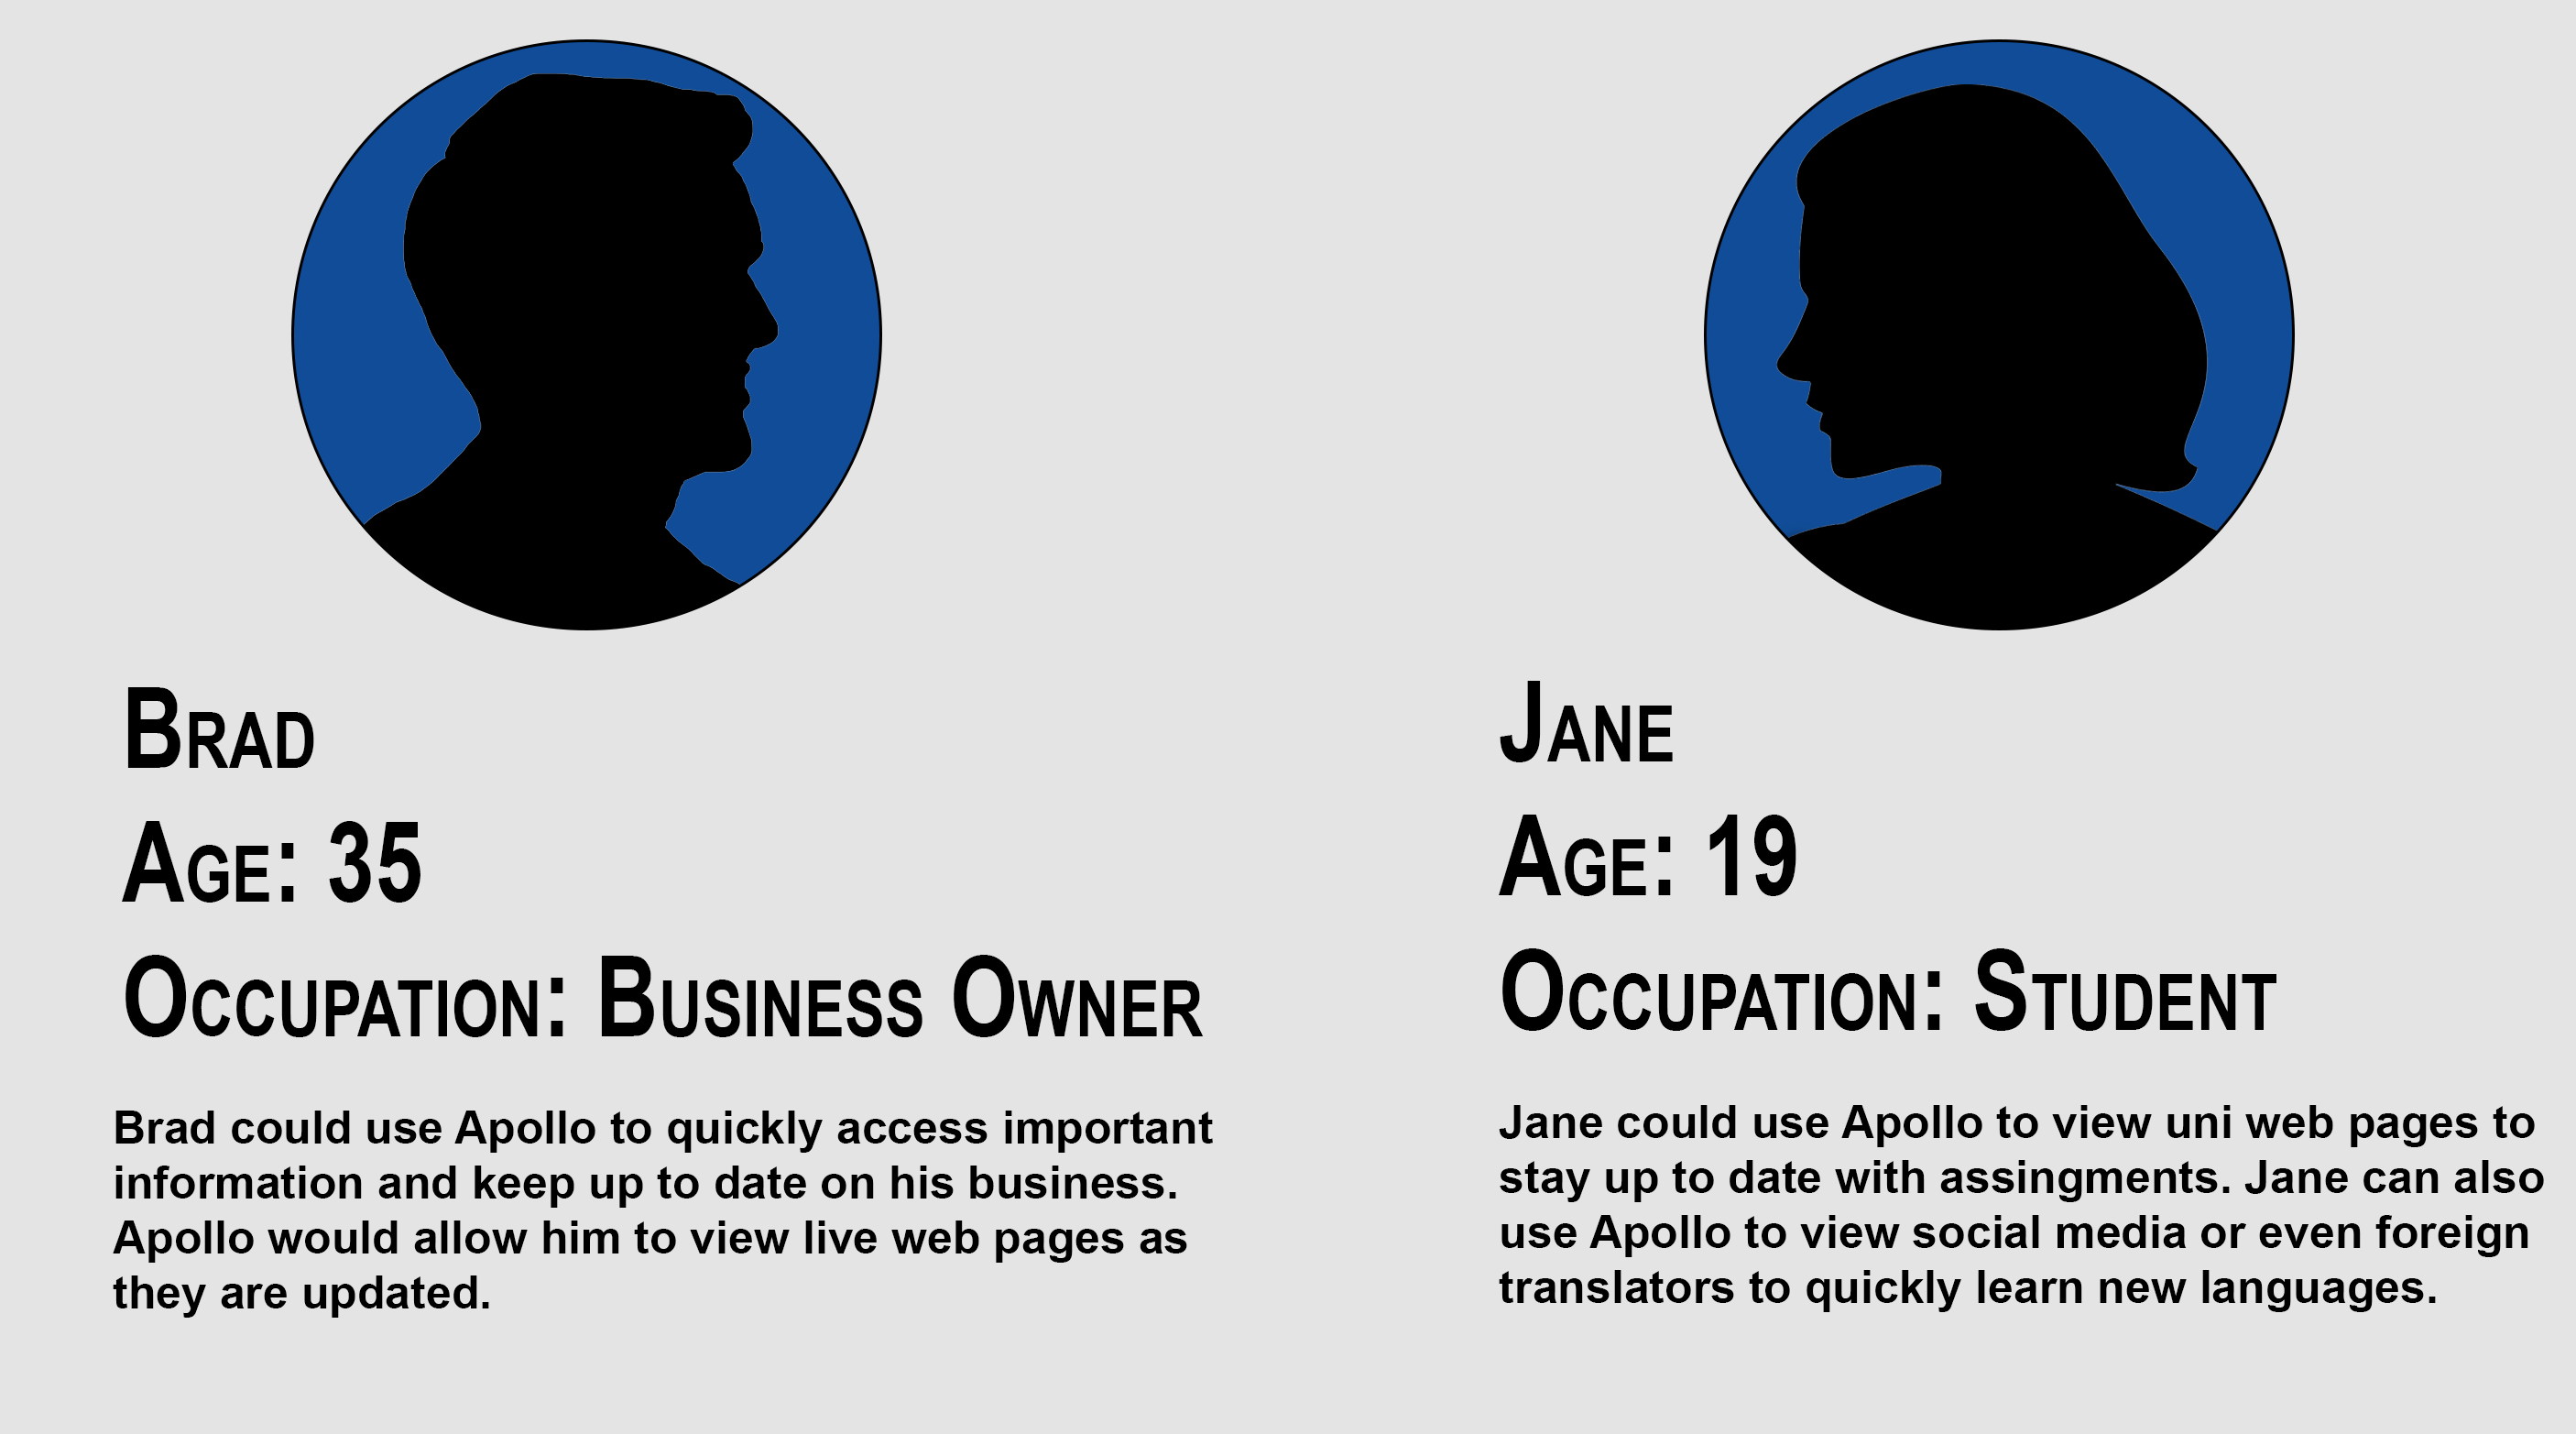 Brad
Age: 35
Occupation: Business Owner
Brad could use Apollo to quickly access important
information and keep up to date on his business.
Apollo would allow him to view live web pages as
they are updated.
Jane
Age: 19
Occupation: Student
Jane could use Apollo to view uni web pages to
stay up to date with assingments. Jane can also
use Apollo to view social media or even foreign
translators to quickly learn new languages.